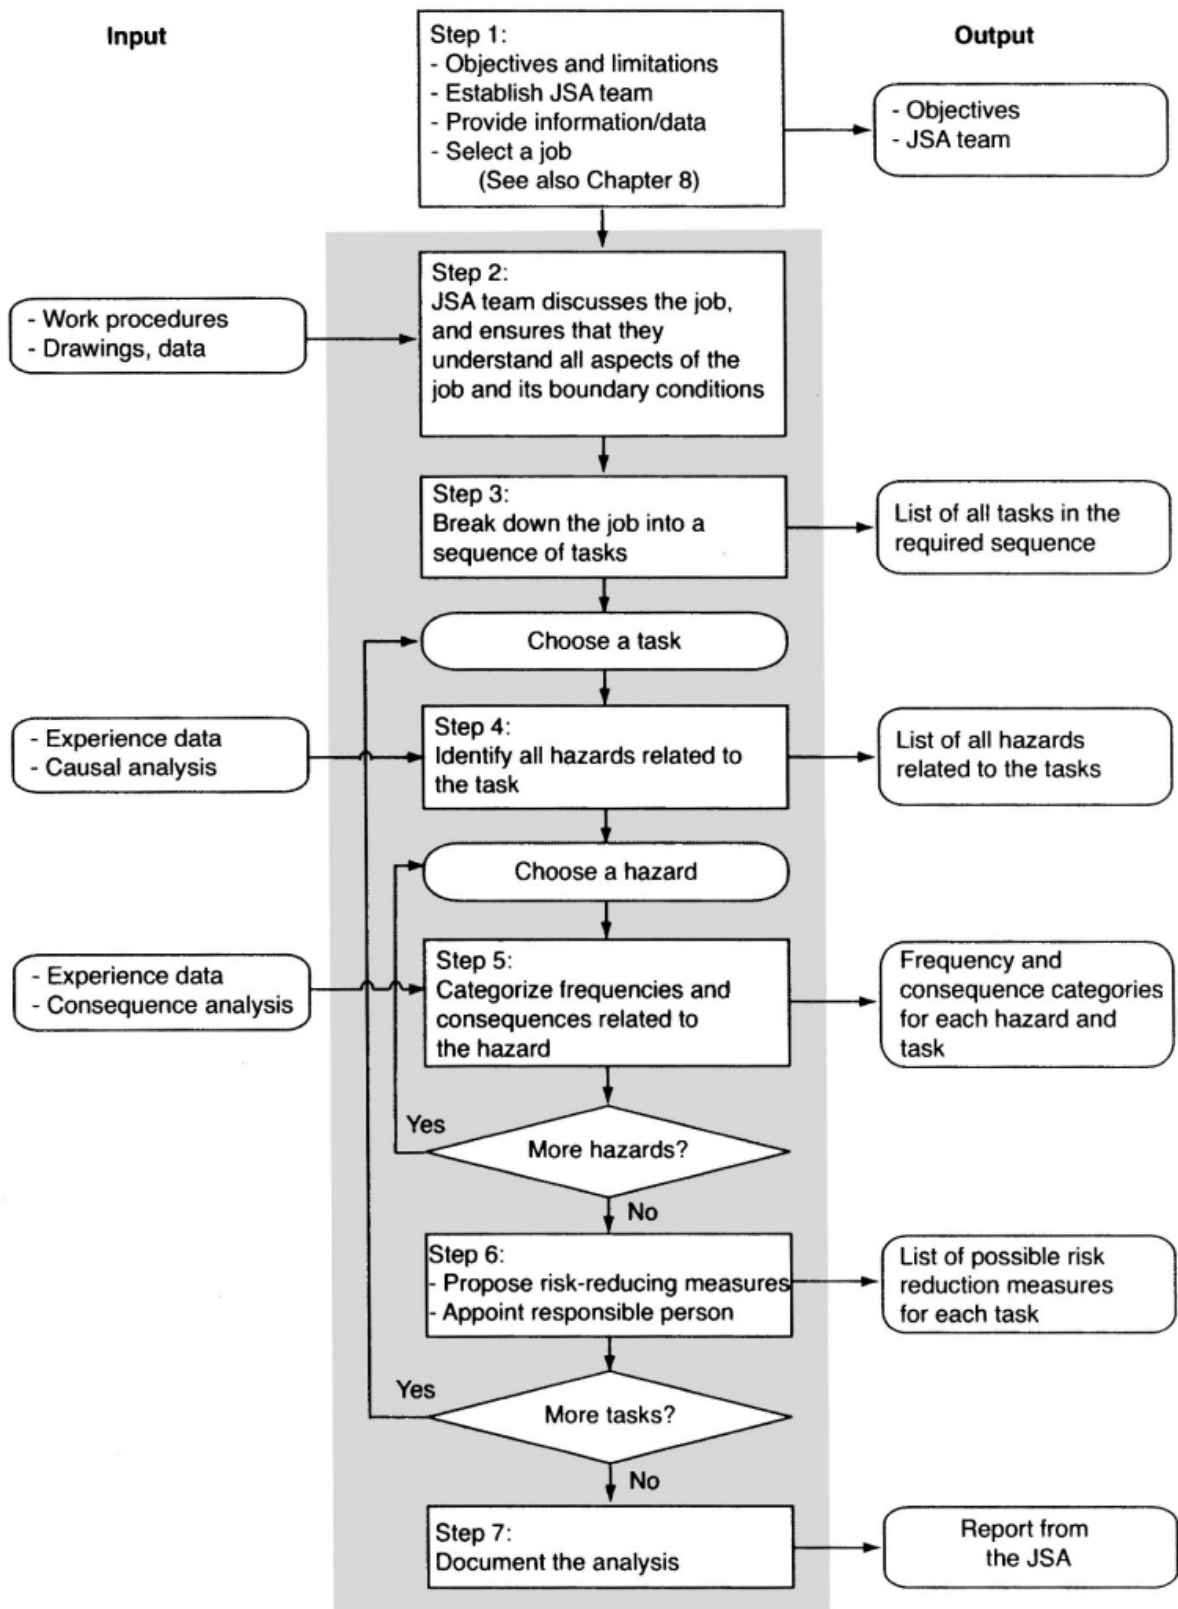 Input
Output
Step 1:
- Objectives and limitations
- Establish JSA team
- Provide information/data
- Select a job
(See also Chapter 8)
- Objectives
- JSA team
Step 2:
JSA team discusses the job,
and ensures that they
understand all aspects of the
job and its boundary conditions
- Work procedures
- Drawings, data
Step 3:
Break down the job into a
sequence of tasks
List of all tasks in the
required sequence
Choose a task
Step 4:
Identify all hazards related to
the task
- Experience data
- Causal analysis
List of all hazards
related to the tasks
Choose a hazard
Step 5:
Categorize frequencies and
consequences related to
the hazard
- Experience data
- Consequence analysis
Frequency and
consequence categories
for each hazard and
task
Yes
More hazards?
No
Step 6:
- Propose risk-reducing measures
- Appoint responsible person
List of possible risk
reduction measures
for each task
Yes
More tasks?
No
Step 7:
Document the analysis
Report from
the JSA